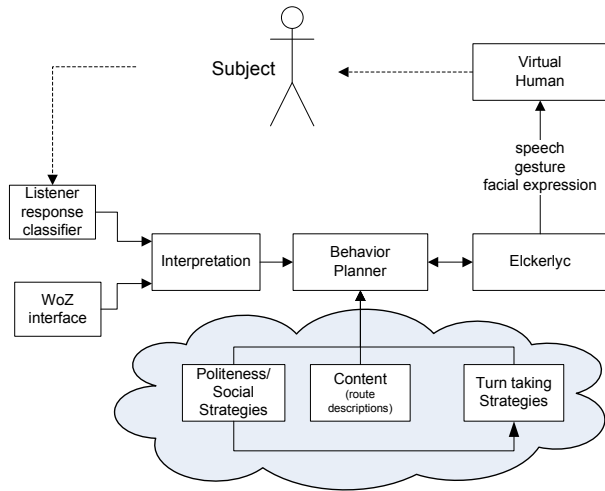 Subject
Virtual
Human
speech
gesture
facial expression
Listener
response
classifier
Interpretation
Behavior
Planner
Elckerlyc
WoZ
interface
Politeness/
Social
Strategies
Content
(route
descriptions)
Turn taking
Strategies